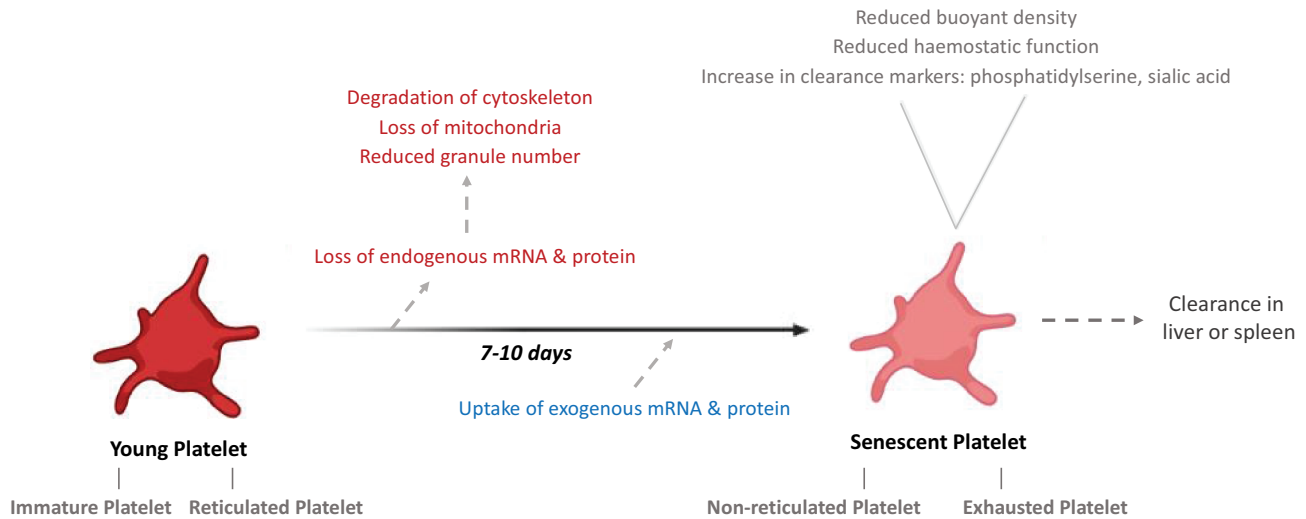 Reduced buoyant density
Reduced haemostatic function
Increase in clearance markers: phosphatidylserine, sialic acid
Degradation of cytoskeleton
Loss of mitochondria
Reduced granule number
Loss of endogenous mRNA & protein
7-10 days
Uptake of exogenous mRNA & protein
Clearance in
liver or spleen
Young Platelet
Immature Platelet
Reticulated Platelet
Senescent Platelet
Non-reticulated Platelet
Exhausted Platelet